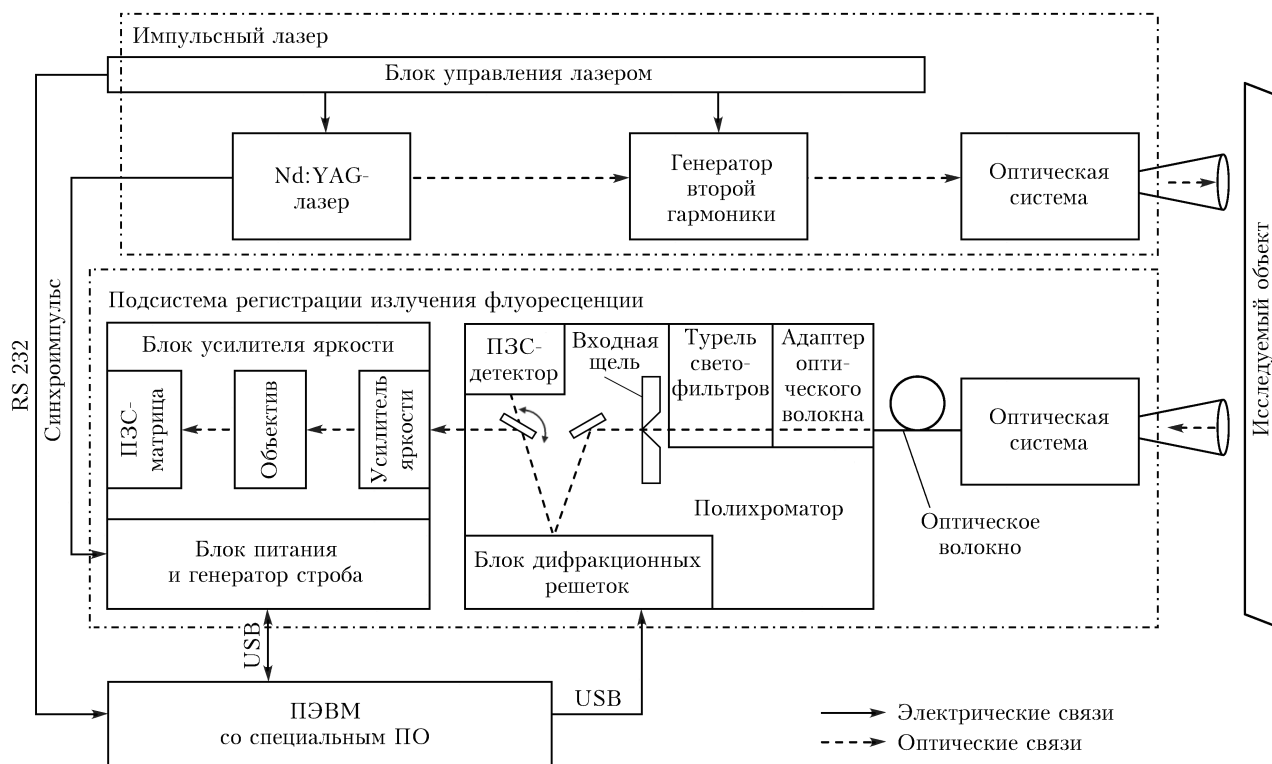 Импульсный лазер
Блок управления лазером
Nd:YAG-
лазер
Генератор
второй
гармоники
Оптическая
система
Исследуемый объект
RS 232
Синхроимпульс
Подсистема регистрации излучения флуоресценции
Блок усилителя яркости
ПЗС-
матрица
Объектив
Усилитель
яркости
Блок питания
и генератор строба
ПЗС-
детектор
Входная
щель
Турель
свето-
фильтров
Адаптер
опти-
ческого
волокна
Полихроматор
Блок дифракционных
решеток
Оптическая
система
Оптическое
волокно
USB
USB
ПЭВМ
со специальным ПО
Электрические связи
Оптические связи